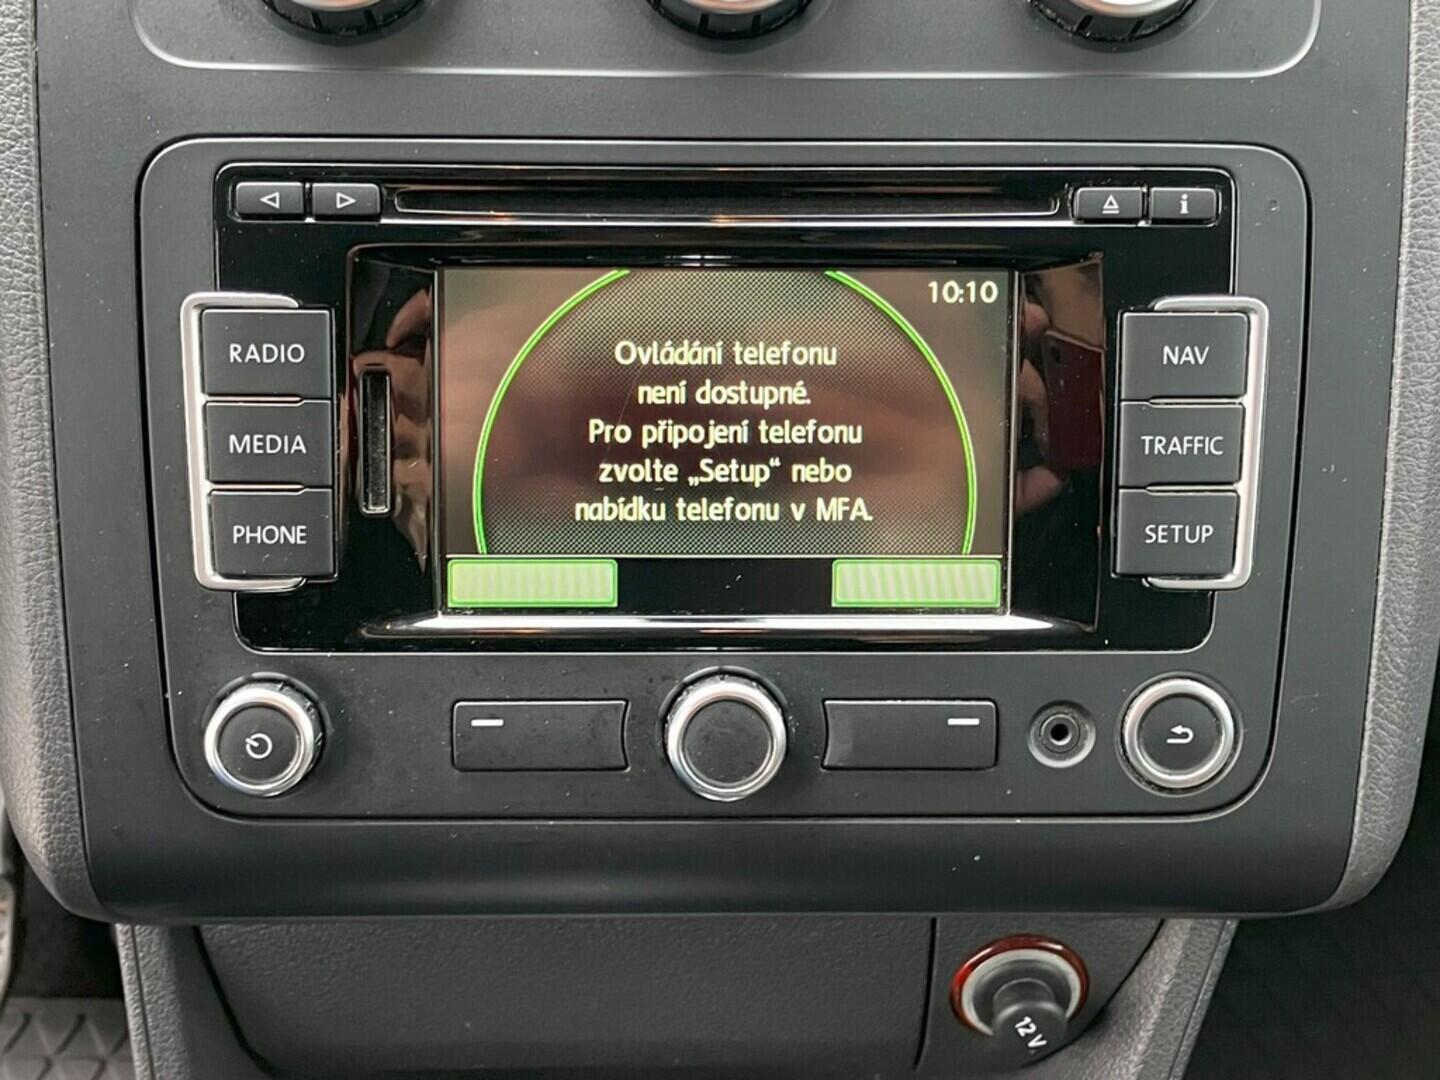 10:10
Ovládání telefonu
není dostupné.
Pro připojení telefonu
zvolte „Setup“ nebo
nabídku telefonu v MFA.
RADIO
MEDIA
PHONE
NAV
TRAFFIC
SETUP
i
12 V